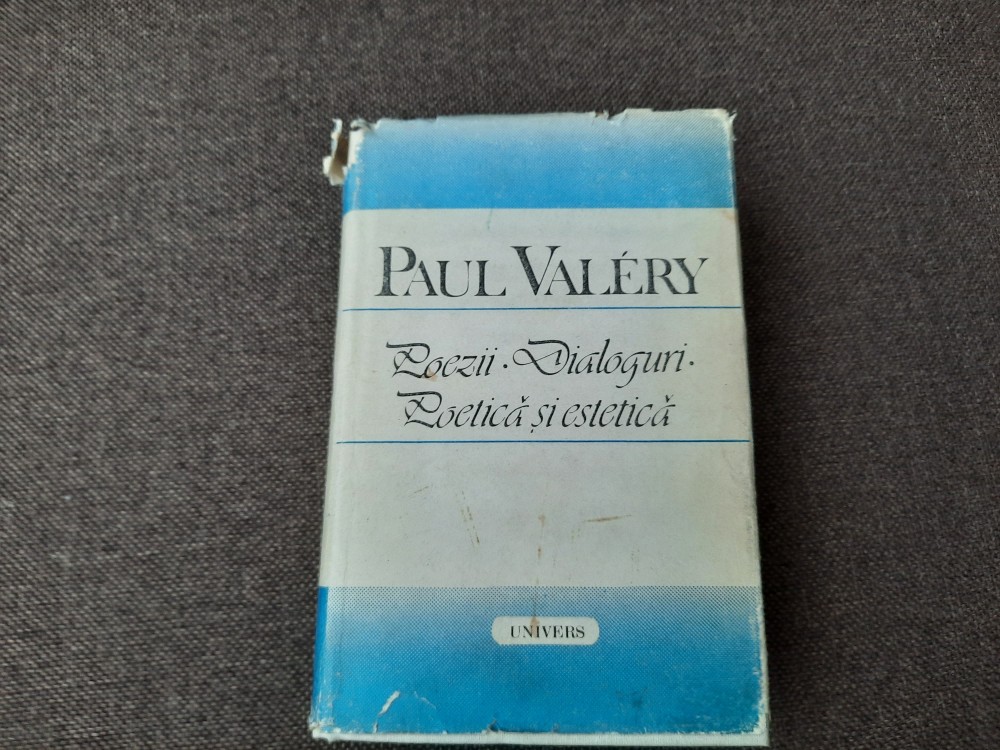 PAUL VALÉRY
Poezii · Dialoguri ·
Poetică și estetică
UNIVERS